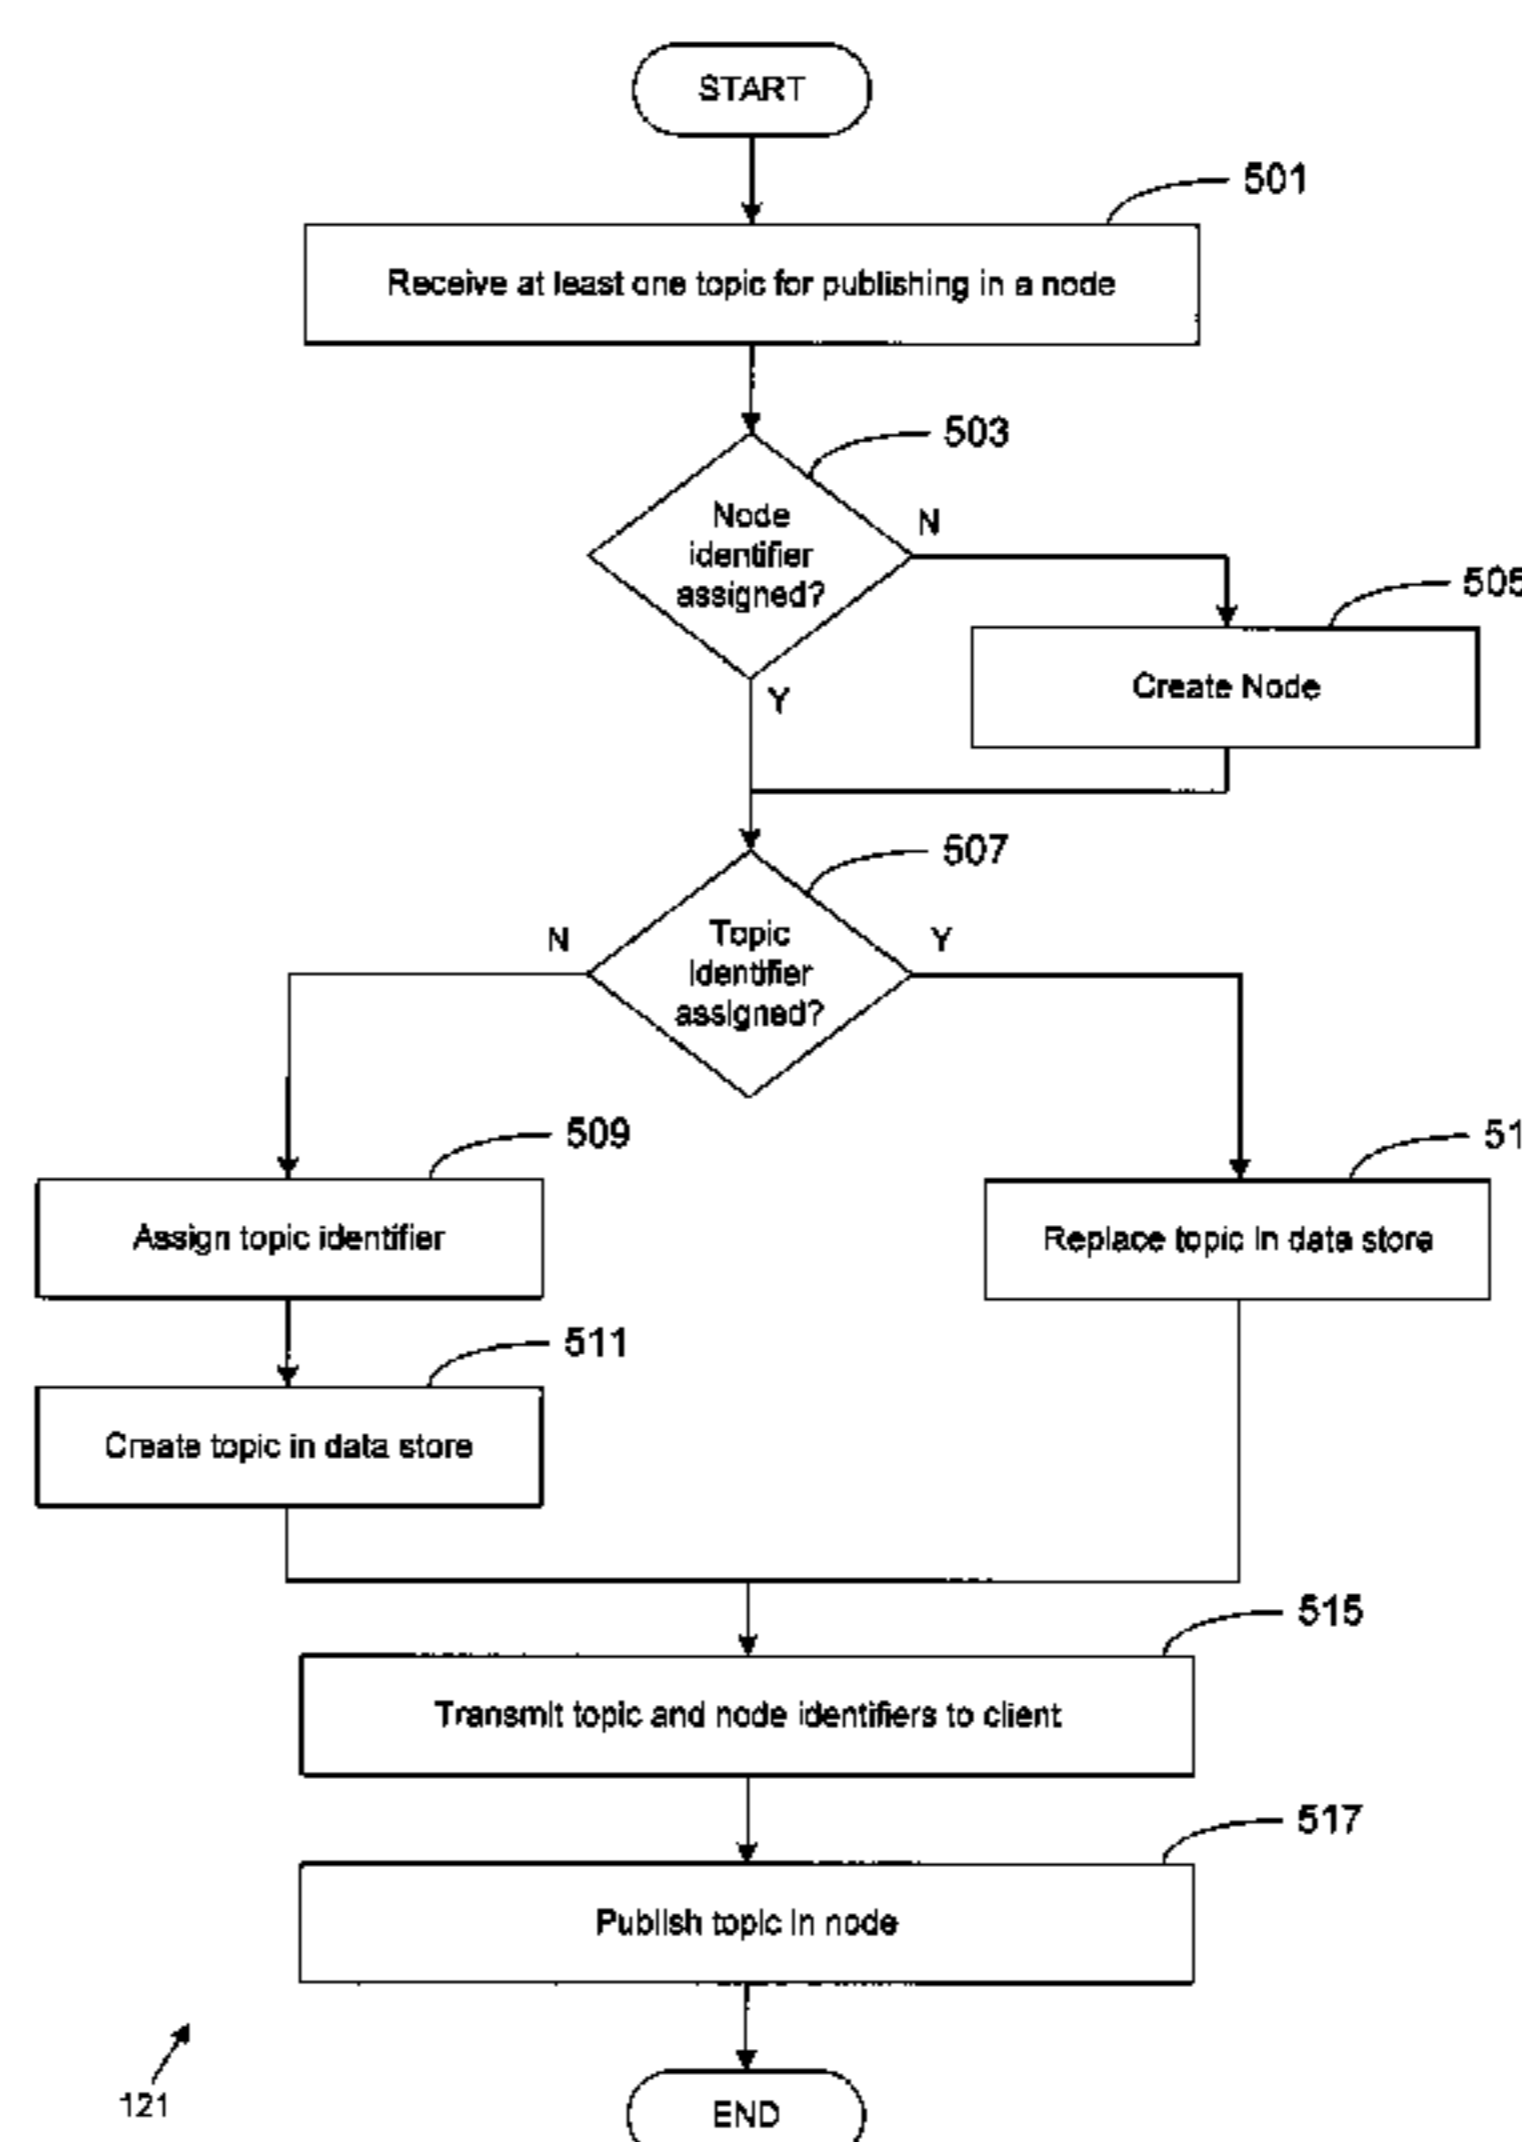 START
501
Receive at least one topic for publishing in a node
503
Node
identifier
assigned?
N
505
Create Node
Y
507
N
Topic
identifier
assigned?
Y
509
51
Assign topic identifier
Replace topic in data store
511
Create topic in data store
515
Transmit topic and node identifiers to client
517
Publish topic in node
121
END